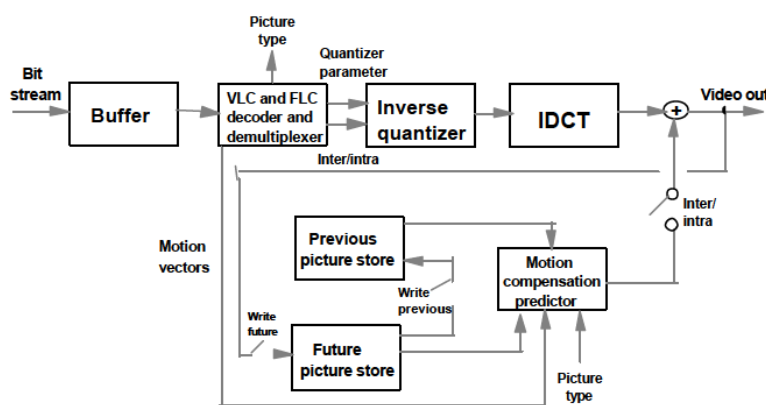 Picture
type
Bit
stream
Quantizer
parameter
Buffer
VLC and FLC
decoder and
demultiplexer
Inverse
quantizer
IDCT
+
Video out
Inter/intra
Inter/
intra
Motion
vectors
Previous
picture store
Motion
compensation
predictor
Write
previous
Write
future
Future
picture store
Picture
type